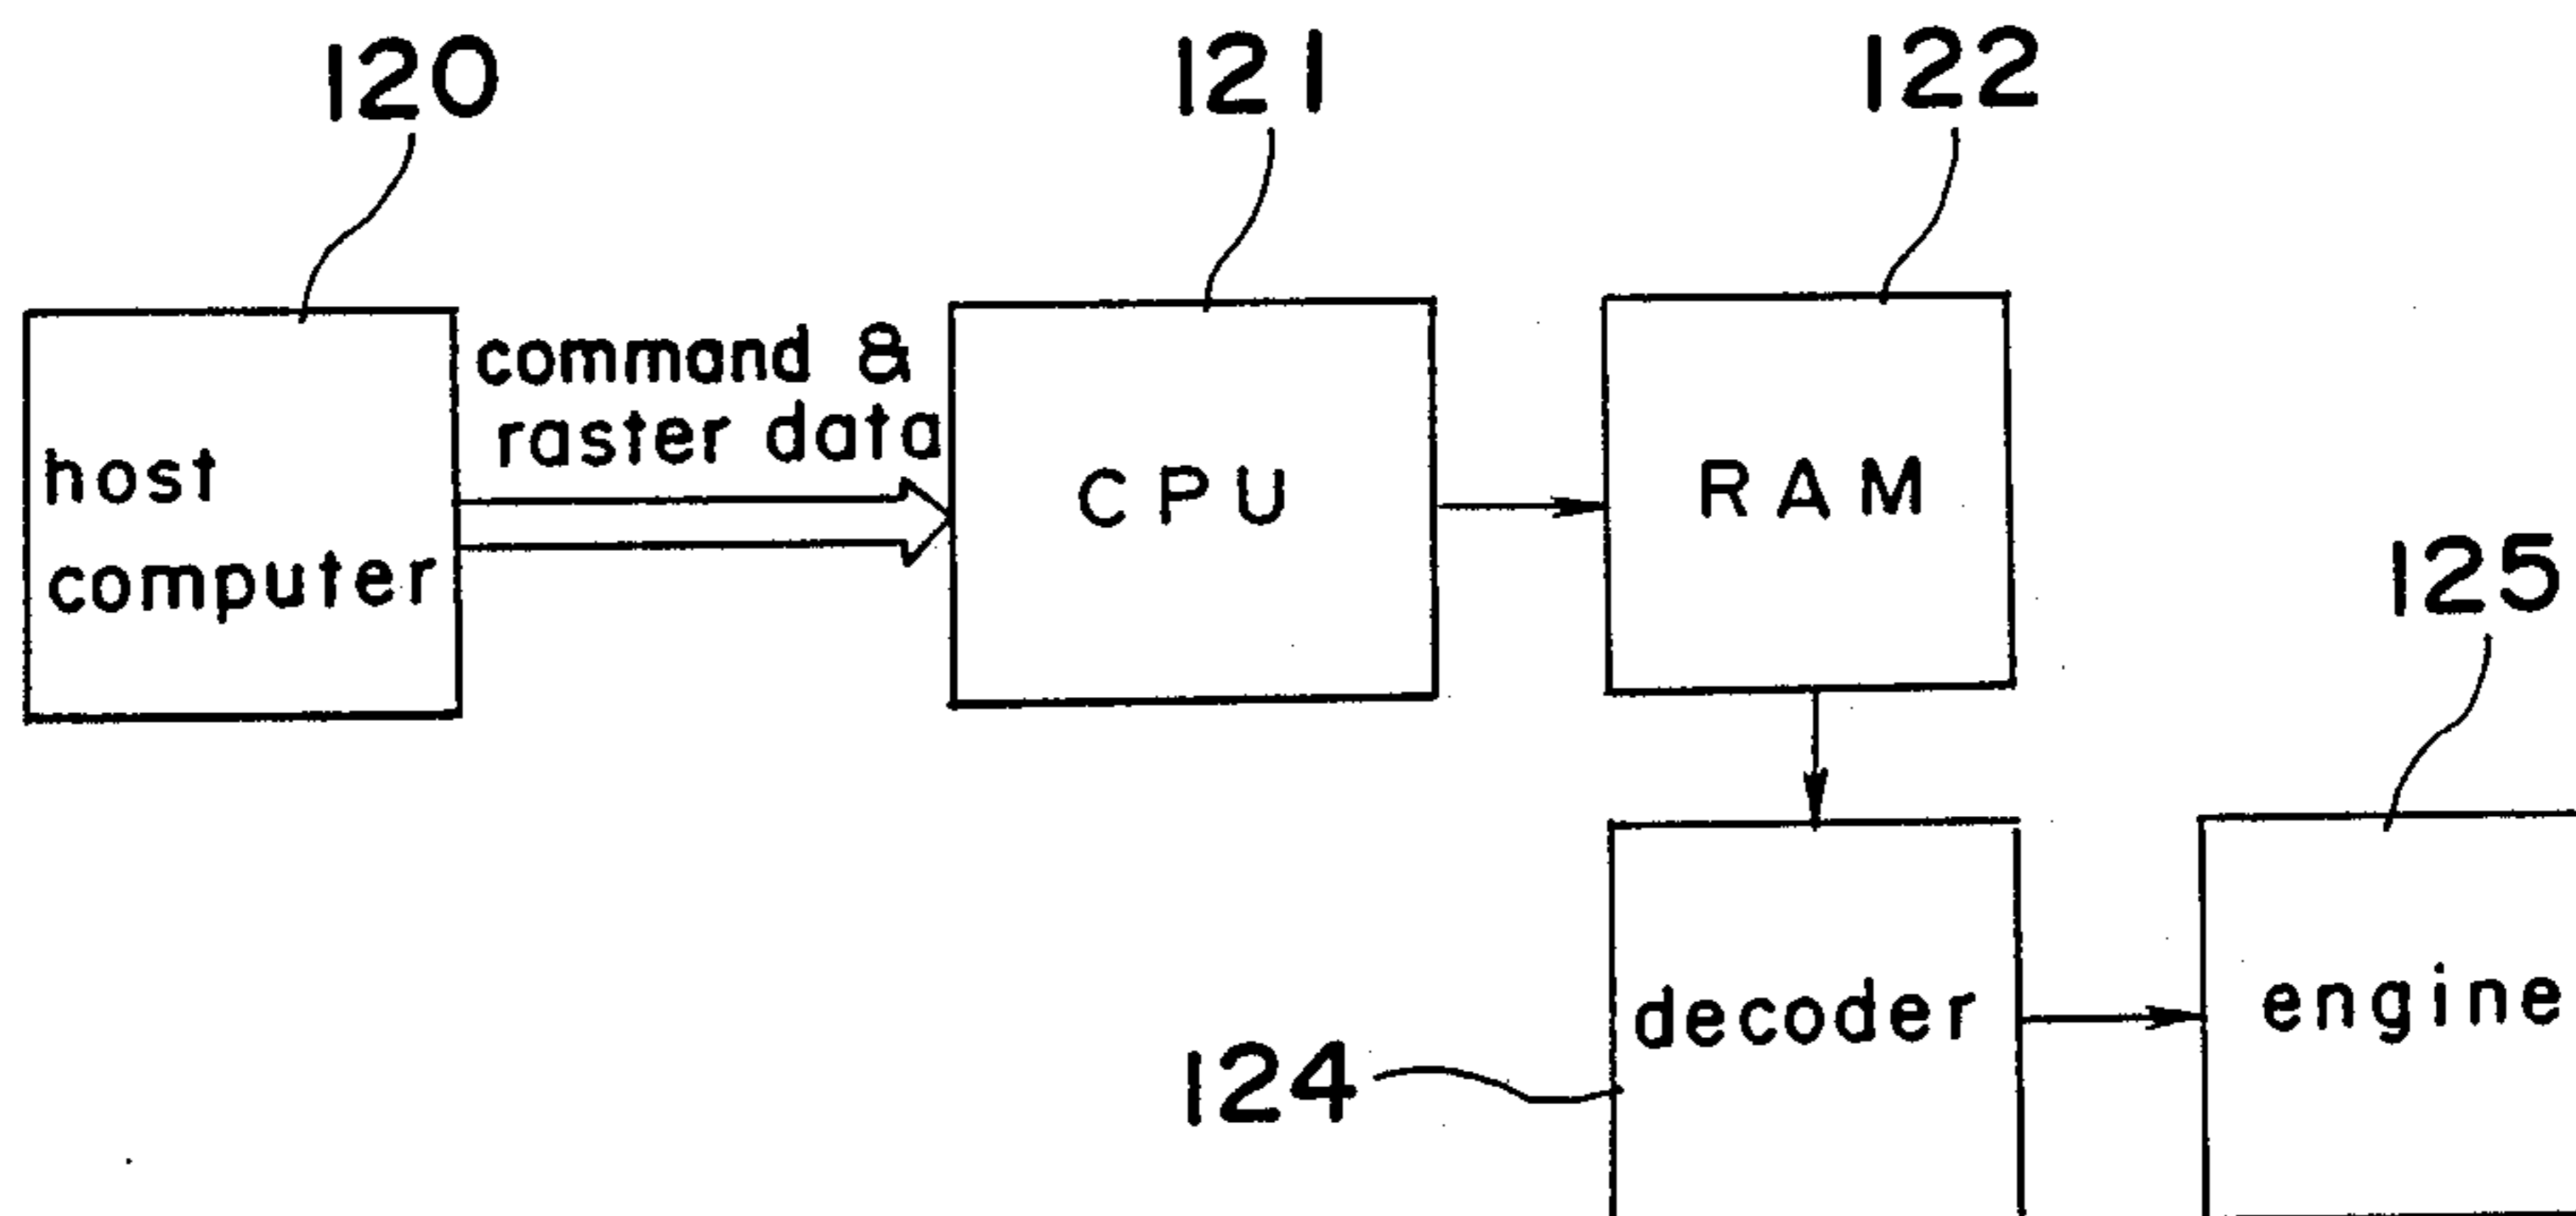 120
121
122
host
computer
command &
raster data
CPU
RAM
125
124
decoder
engine